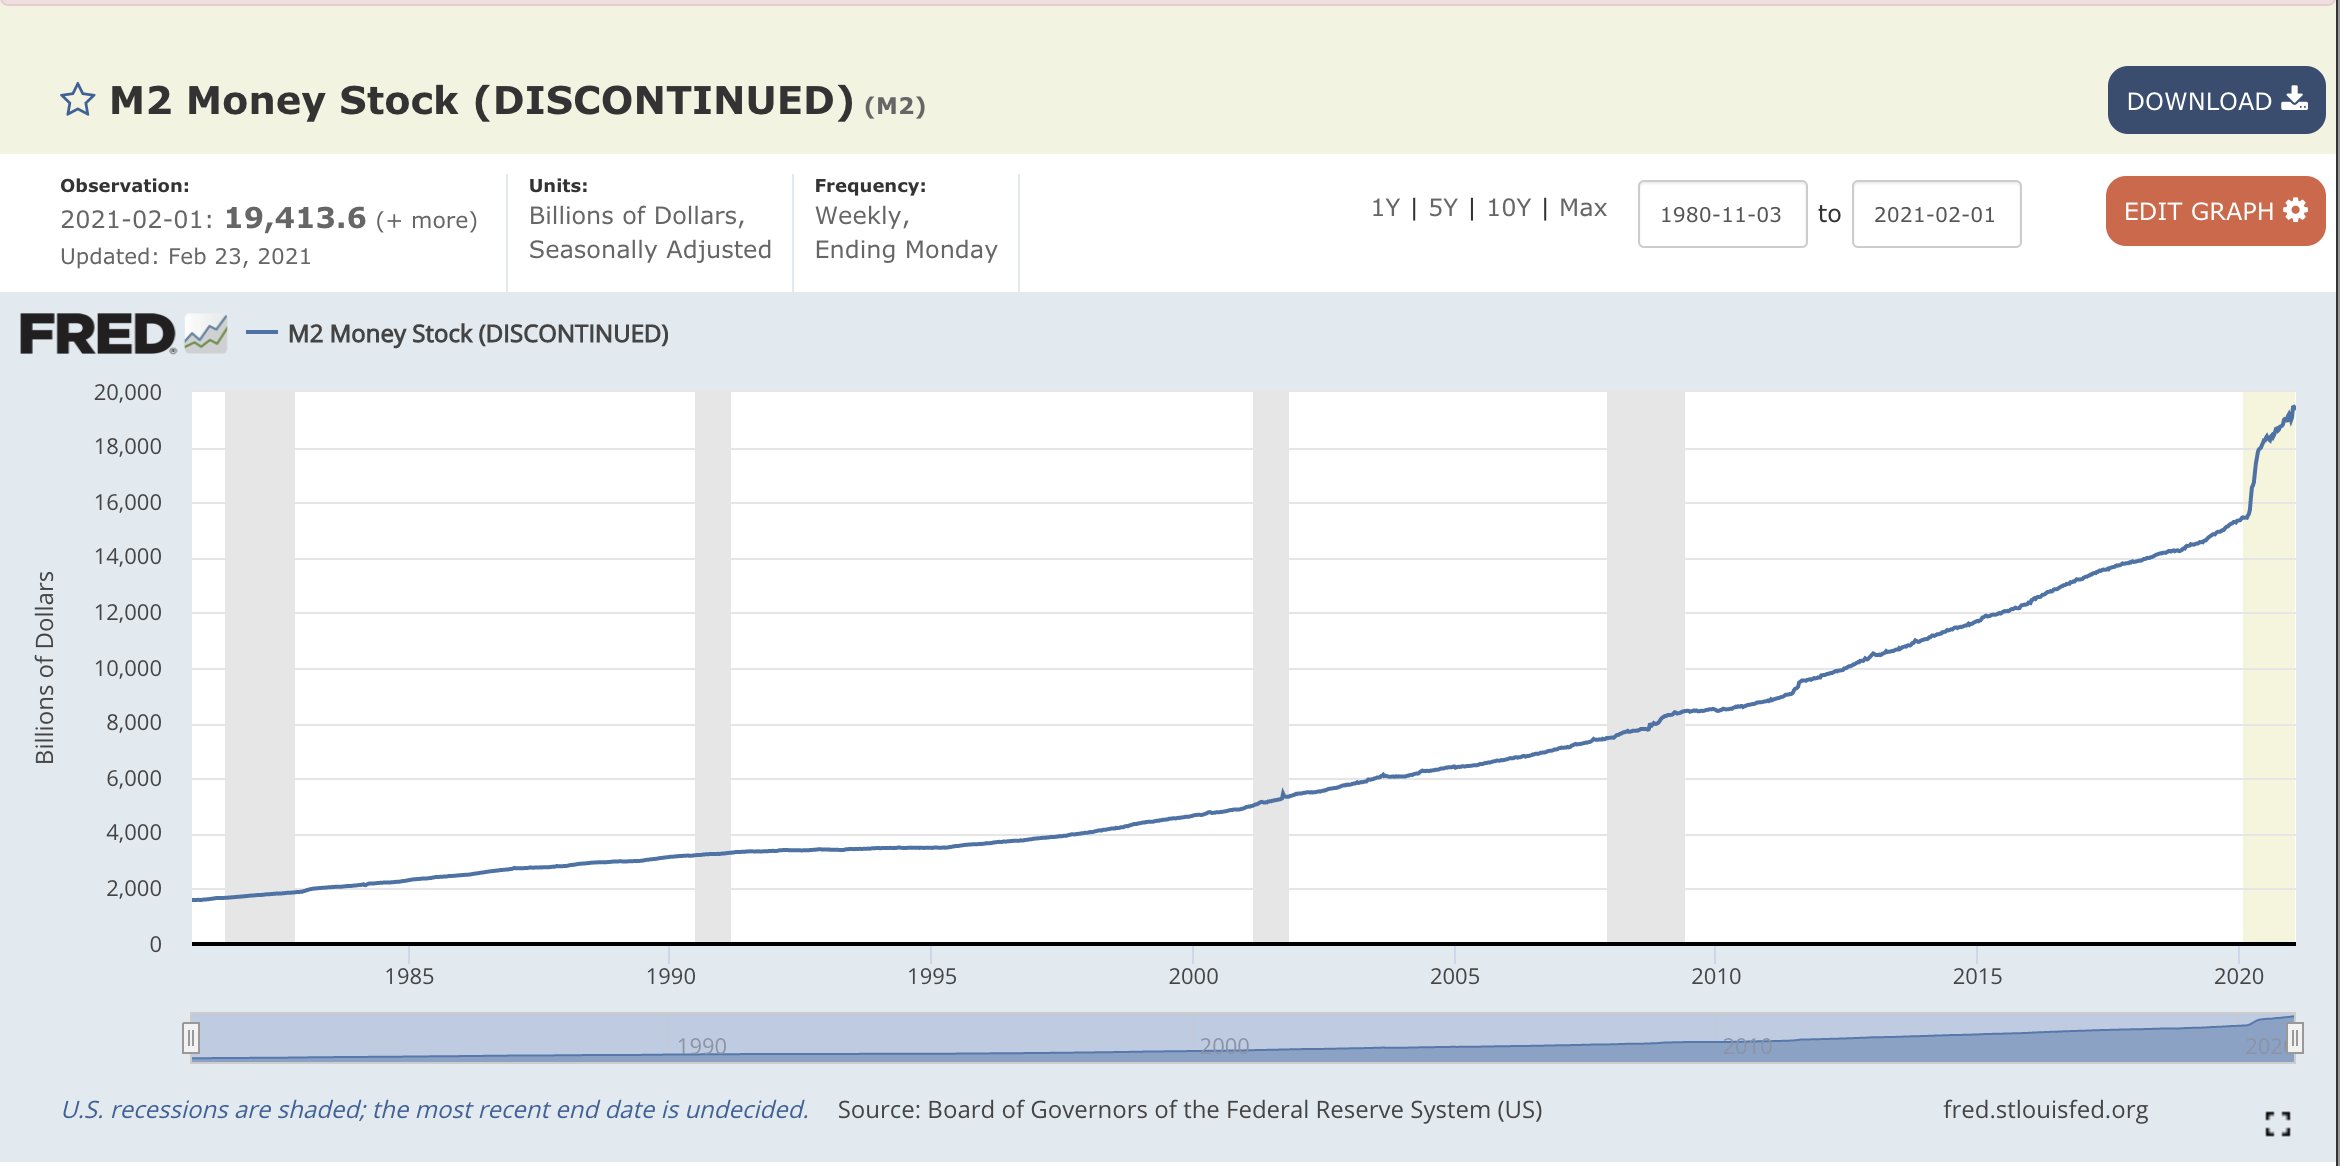 M2 Money Stock (DISCONTINUED) (M2)
DOWNLOAD
Observation:
2021-02-01: 19,413.6 (+ more)
Updated: Feb 23, 2021
Units:
Billions of Dollars,
Seasonally Adjusted
Frequency:
Weekly,
Ending Monday
1Y | 5Y | 10Y | Max
1980-11-03 to 2021-02-01
EDIT GRAPH
FRED
M2 Money Stock (DISCONTINUED)
Billions of Dollars
20,000
18,000
16,000
14,000
12,000
10,000
8,000
6,000
4,000
2,000
0
1985 1990 1995 2000 2005 2010 2015 2020
1990 2000 2010 2020
U.S. recessions are shaded; the most recent end date is undecided. Source: Board of Governors of the Federal Reserve System (US) fred.stlouisfed.org